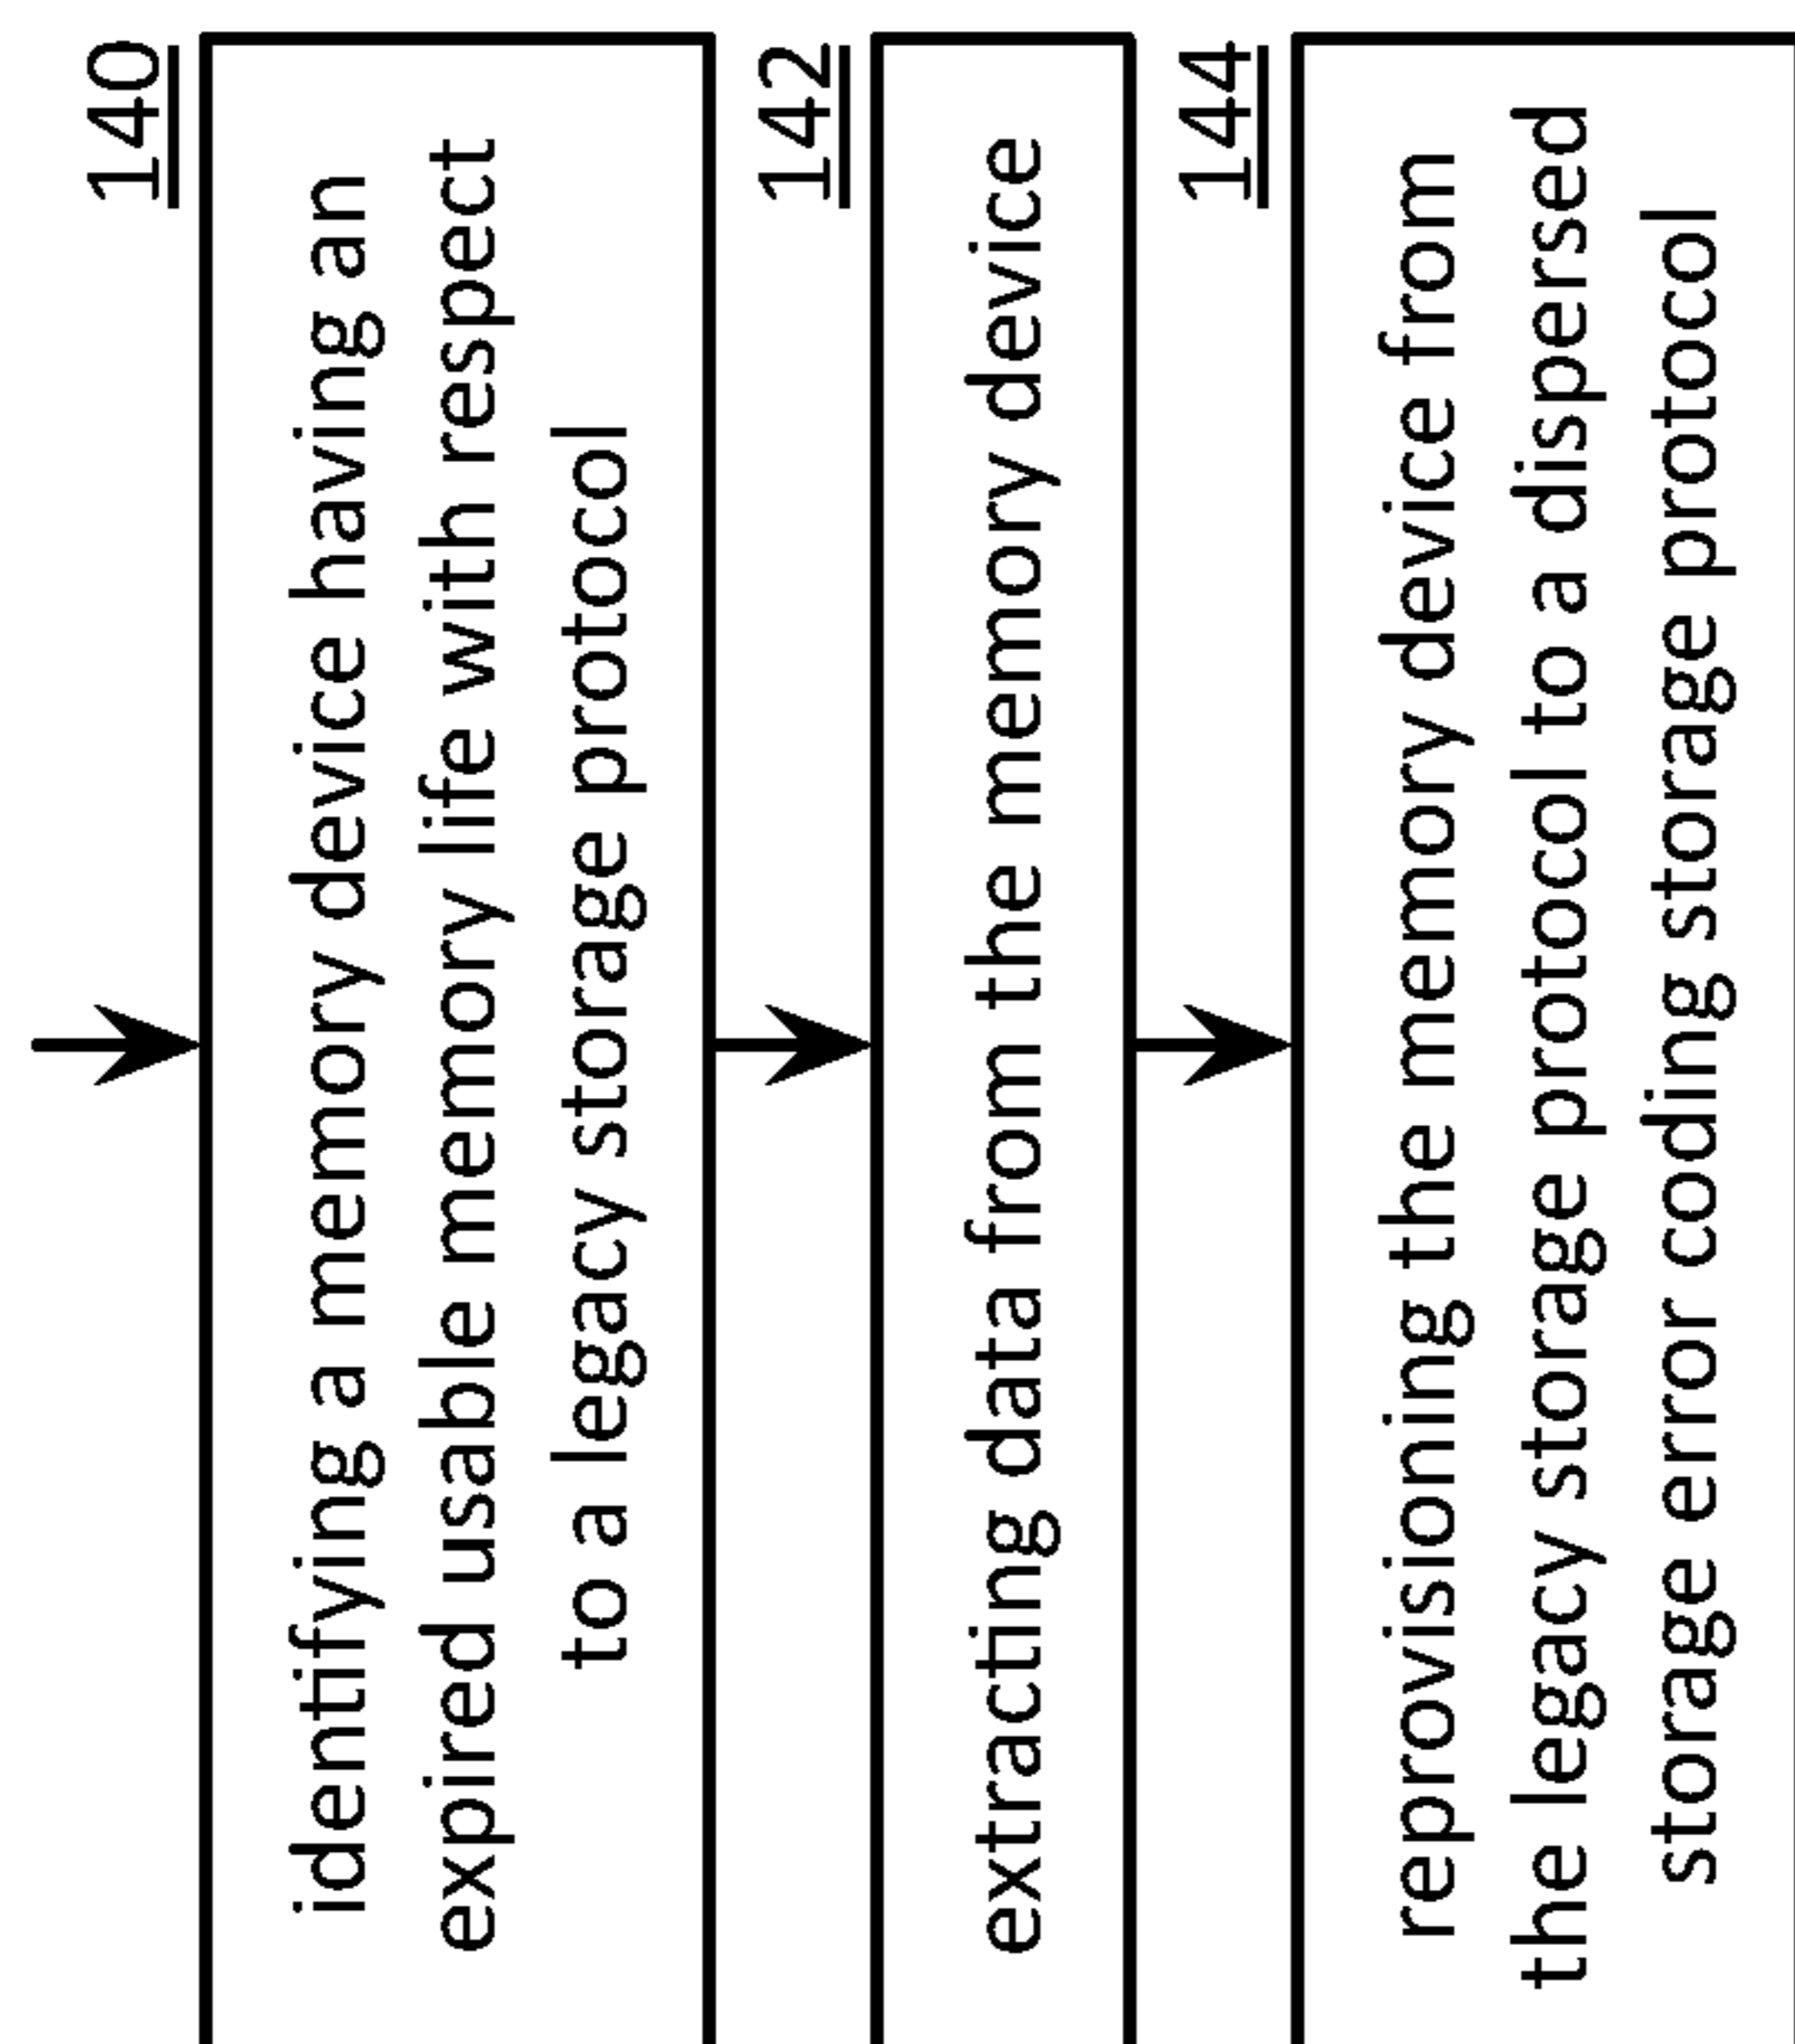 140
identifying a memory device having an
expired usable memory life with respect
to a legacy storage protocol
142
extracting data from the memory device
144
reprovisioning the memory device from
the legacy storage protocol to a dispersed
storage error coding storage protocol